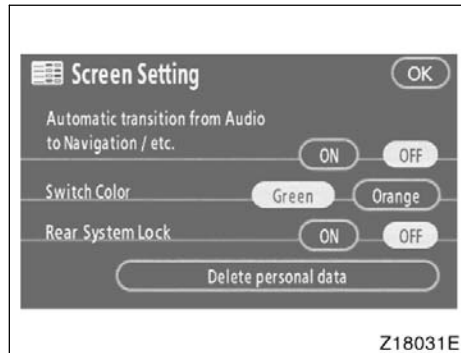 Screen Setting OK
Automatic transition from Audio
to Navigation / etc. ON OFF
Switch Color Green Orange
Rear System Lock ON OFF
Delete personal data
Z18031E